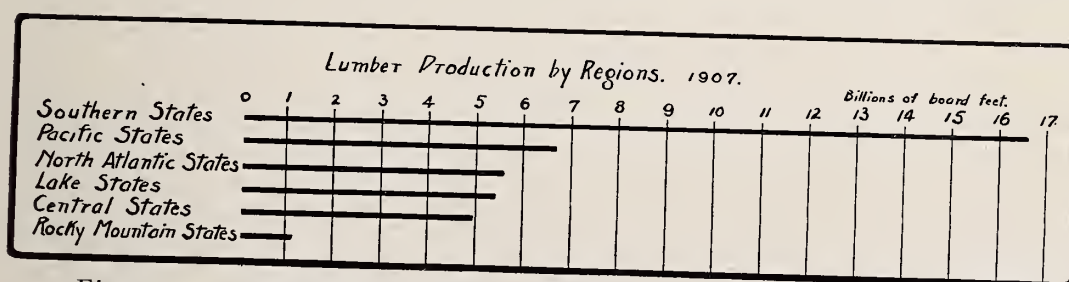 Lumber Production by Regions. 1907.
Billions of board feet.
0 1 2 3 4 5 6 7 8 9 10 11 12 13 14 15 16 17
Southern States
Pacific States
North Atlantic States
Lake States
Central States
Rocky Mountain States